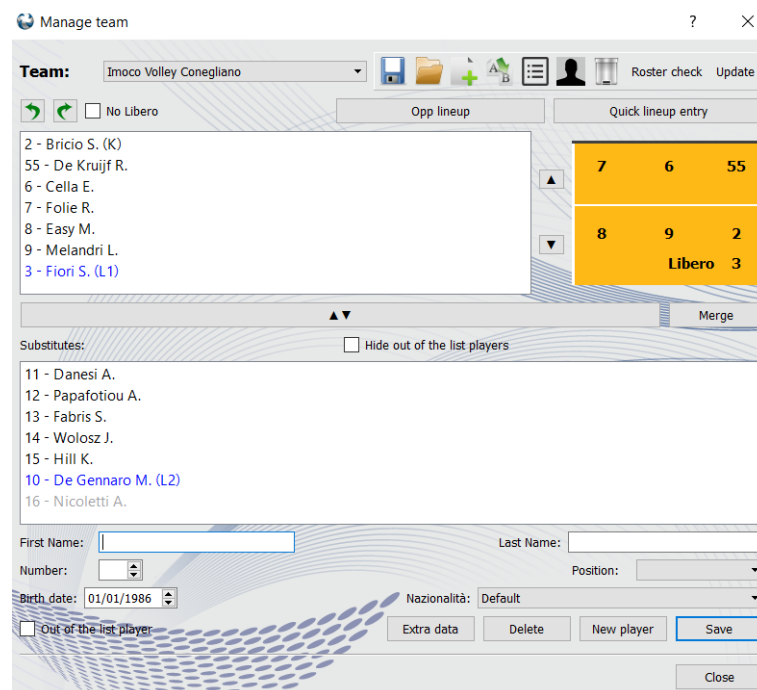 Manage team ? ×
Team: Imoco Volley Conegliano A B Roster check Update
No Libero Opp lineup Quick lineup entry
2 - Bricio S. (K)
55 - De Kruijf R.
6 - Cella E.
7 - Folie R.
8 - Easy M.
9 - Melandri L.
3 - Fiori S. (L1)
7 6 55
8 9 2
Libero 3
▲▼ Merge
Substitutes: Hide out of the list players
11 - Danesi A.
12 - Papafotiou A.
13 - Fabris S.
14 - Wolosz J.
15 - Hill K.
10 - De Gennaro M. (L2)
16 - Nicoletti A.
First Name: Last Name:
Number: Position:
Birth date: 01/01/1986 Nazionalità: Default
Out of the list player Extra data Delete New player Save
Close